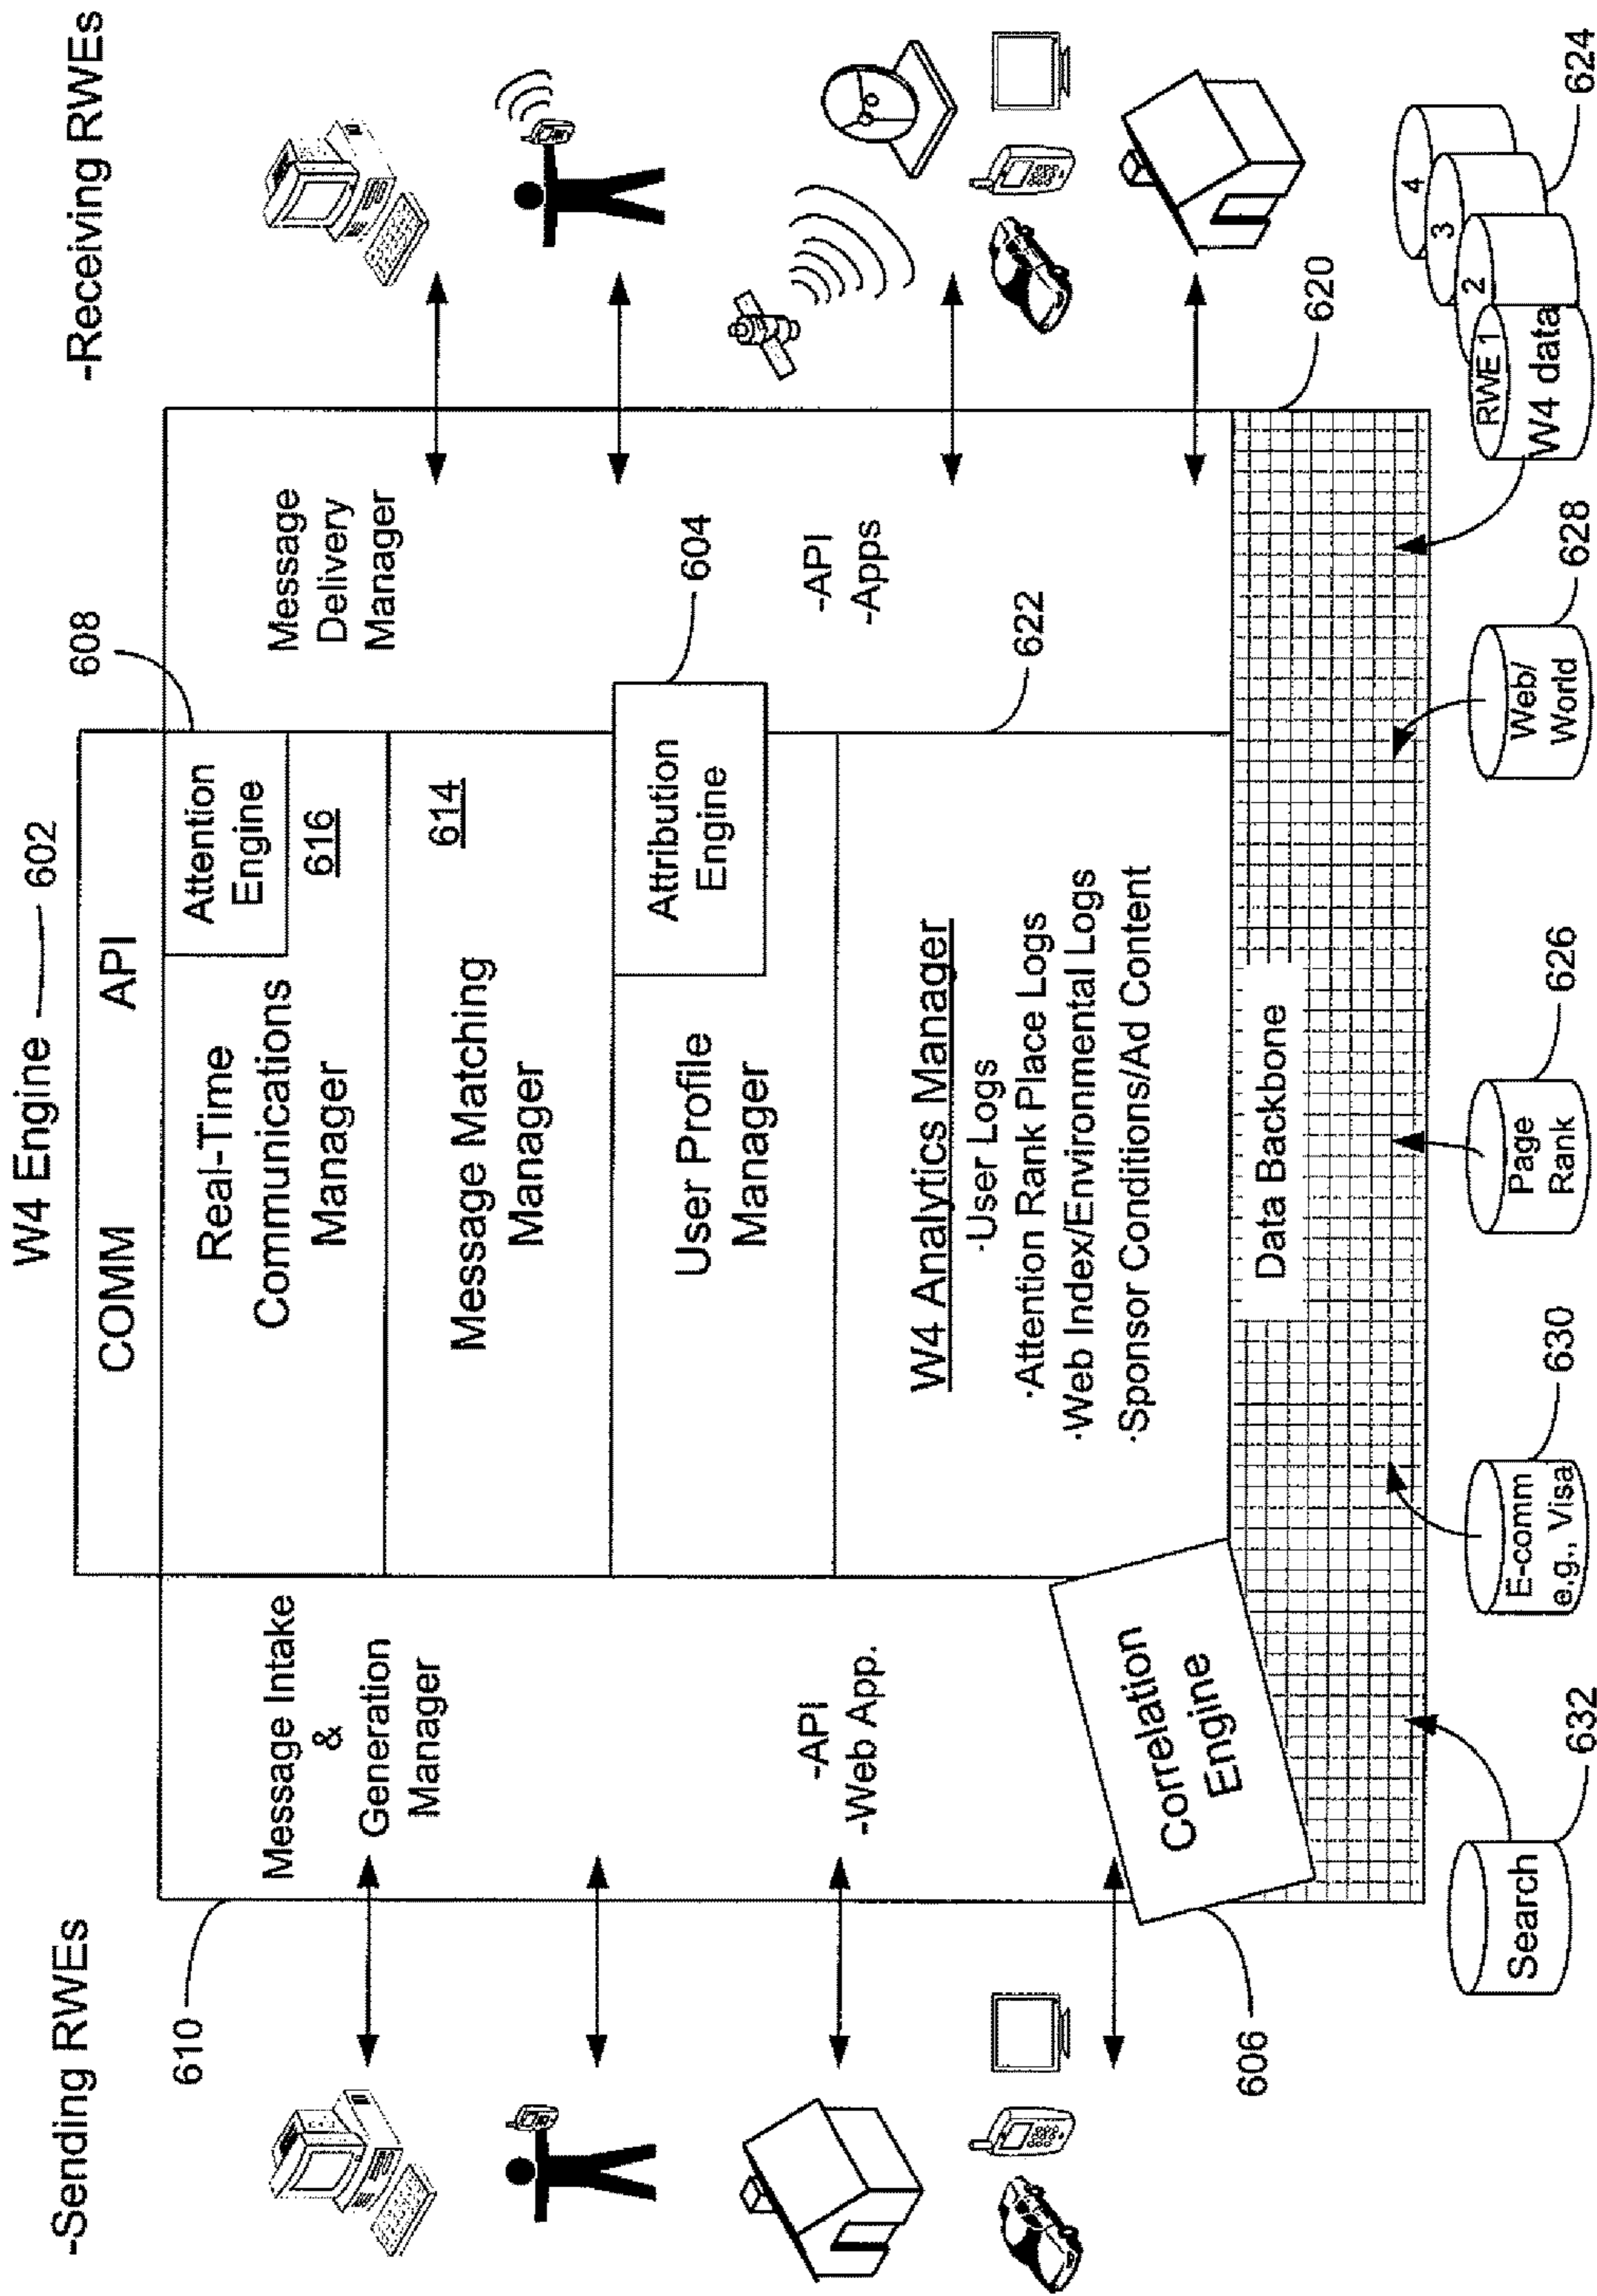 W4 Engine
602
-Sending RWEs
-Receiving RWEs
COMM API
608
610
Message Intake
&
Generation
Manager
-API
-Web App.
Real-Time
Communications
Manager
616
Attention
Engine
Message Matching
Manager
614
User Profile
Manager
Attribution
Engine
604
Message
Delivery
Manager
-API
-Apps
622
W4 Analytics Manager
·User Logs
·Attention Rank Place Logs
·Web Index/Environmental Logs
·Sponsor Conditions/Ad Content
Correlation
Engine
606
Data Backbone
620
Search
632
E-comm
e.g., Visa
630
Page
Rank
626
Web/
World
628
RWE 1
2
3
4
W4 data
624